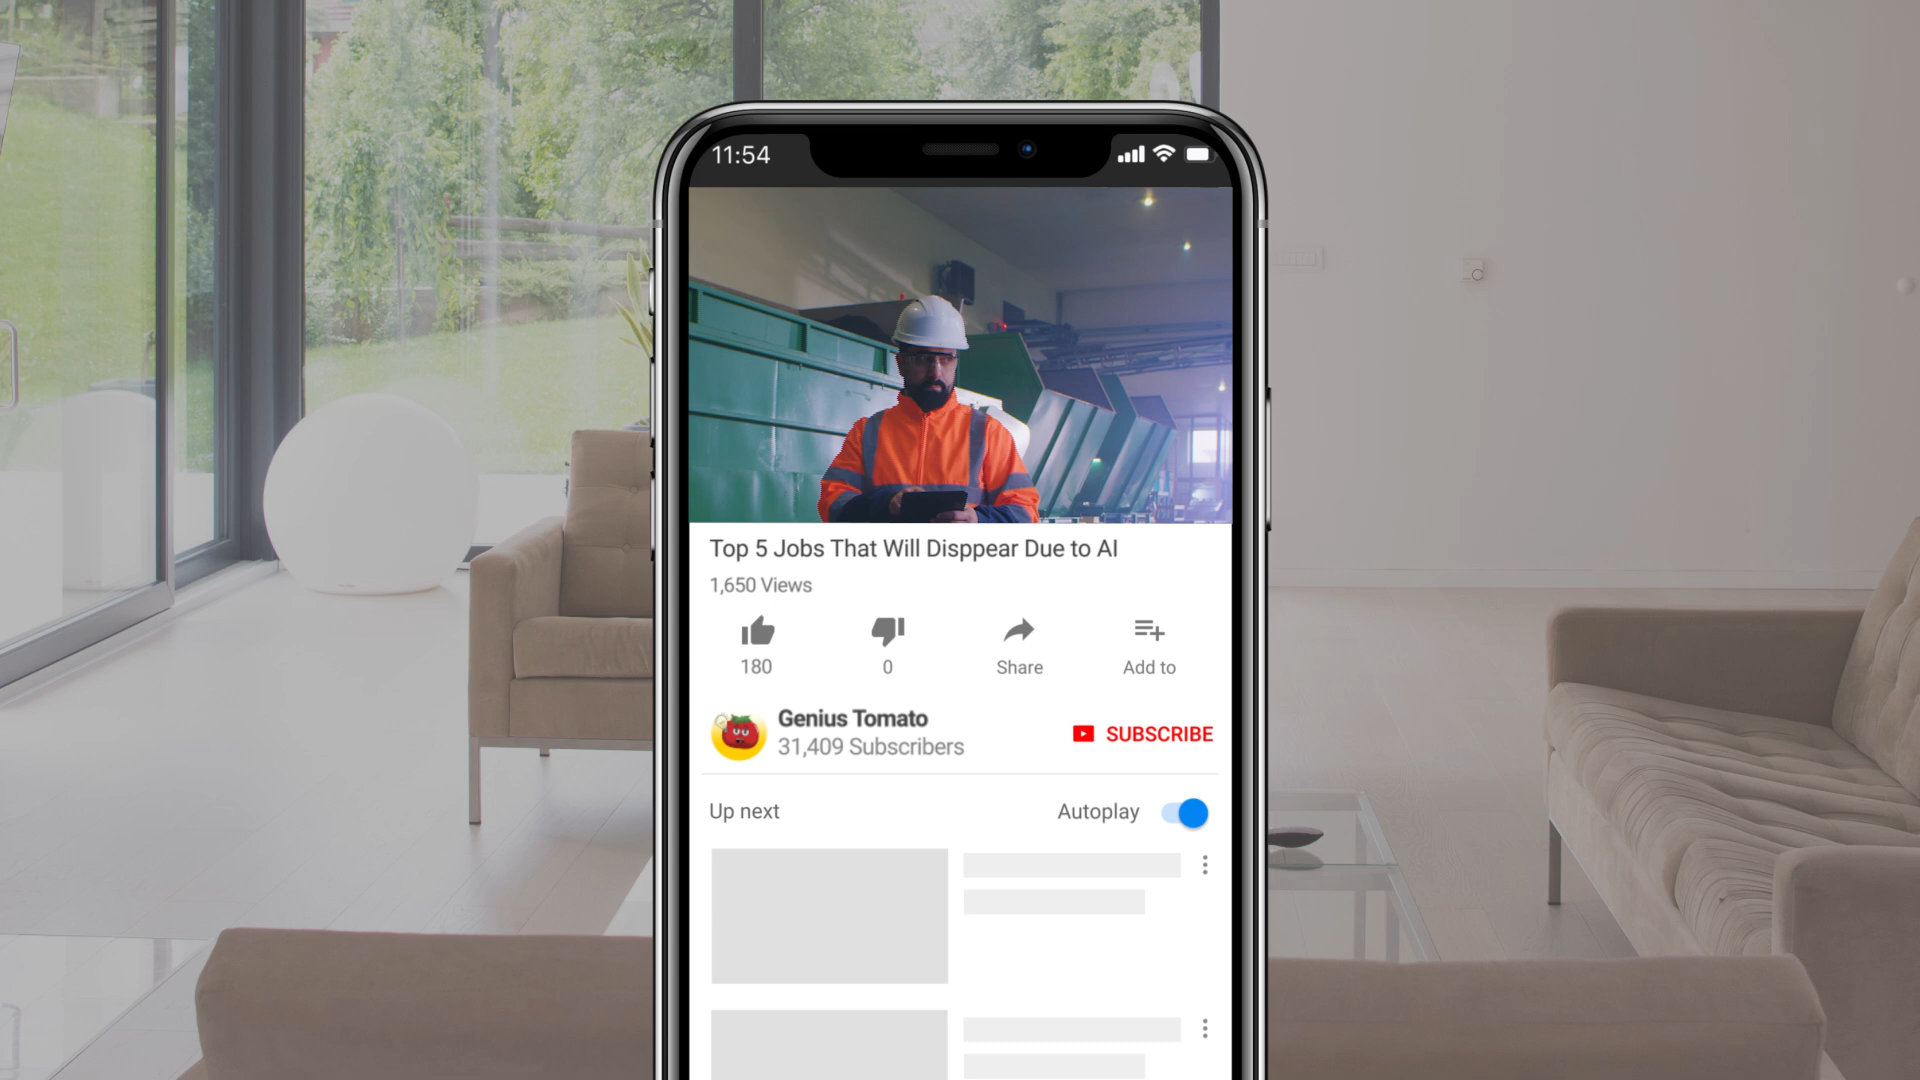 11:54
Top 5 Jobs That Will Disppear Due to AI
1,650 Views
180
0
Share
Add to
Genius Tomato
31,409 Subscribers
SUBSCRIBE
Up next
Autoplay